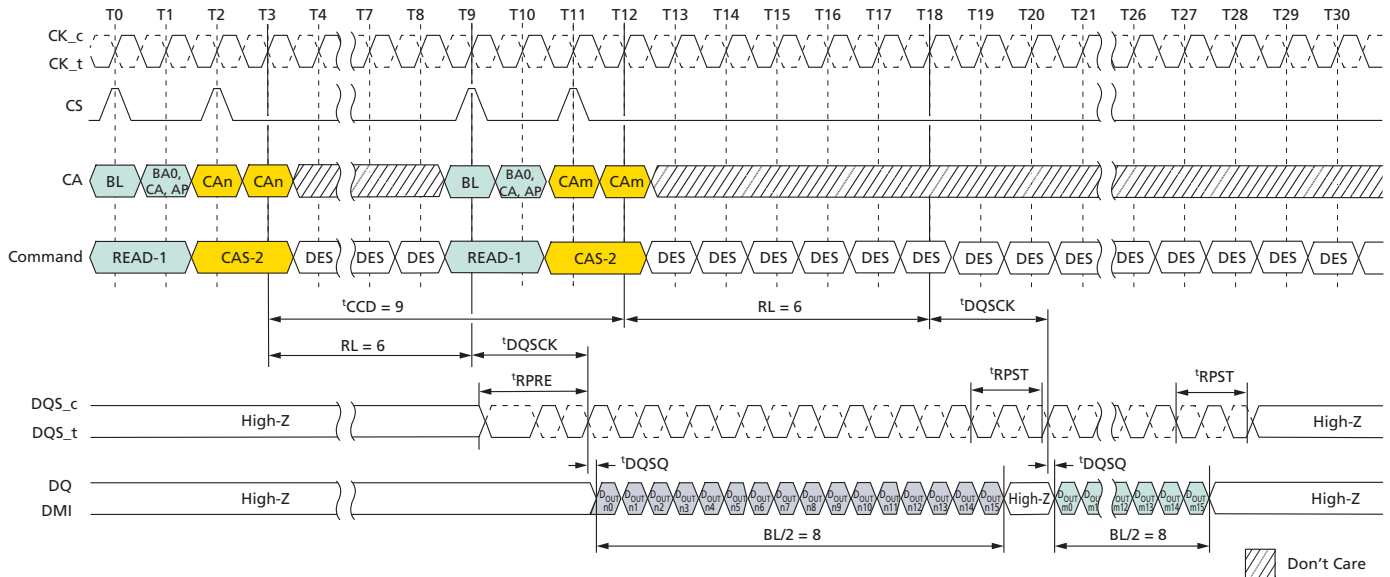 T0 T1 T2 T3 T4 T7 T8 T9 T10 T11 T12 T13 T14 T15 T16 T17 T18 T19 T20 T21 T26 T27 T28 T29 T30
CK_c
CK_t
CS
CA BL BA0, CA, AP CAn CAn BL BA0, CA, AP CAm CAm
Command READ-1 CAS-2 DES DES DES READ-1 CAS-2 DES DES DES DES DES DES DES DES DES DES DES DES DES DES
tCCD = 9 RL = 6 tDQSCK
RL = 6 tDQSCK
tRPRE tRPST tRPST
DQS_c
DQS_t
High-Z High-Z
tDQSQ tDQSQ
DQ
DMI
High-Z DOUT n0 DOUT n1 DOUT n2 DOUT n3 DOUT n4 DOUT n5 DOUT n6 DOUT n7 DOUT n8 DOUT n9 DOUT n10 DOUT n11 DOUT n12 DOUT n13 DOUT n14 DOUT n15 High-Z DOUT m0 DOUT m1 DOUT m12 DOUT m13 DOUT m14 DOUT m15 High-Z
BL/2 = 8 BL/2 = 8
Don't Care